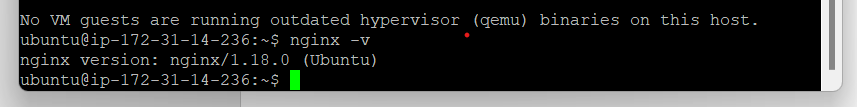 No VM guests are running outdated hypervisor (qemu) binaries on this host.
ubuntu@ip-172-31-14-236:~$ nginx -v
nginx version: nginx/1.18.0 (Ubuntu)
ubuntu@ip-172-31-14-236:~$